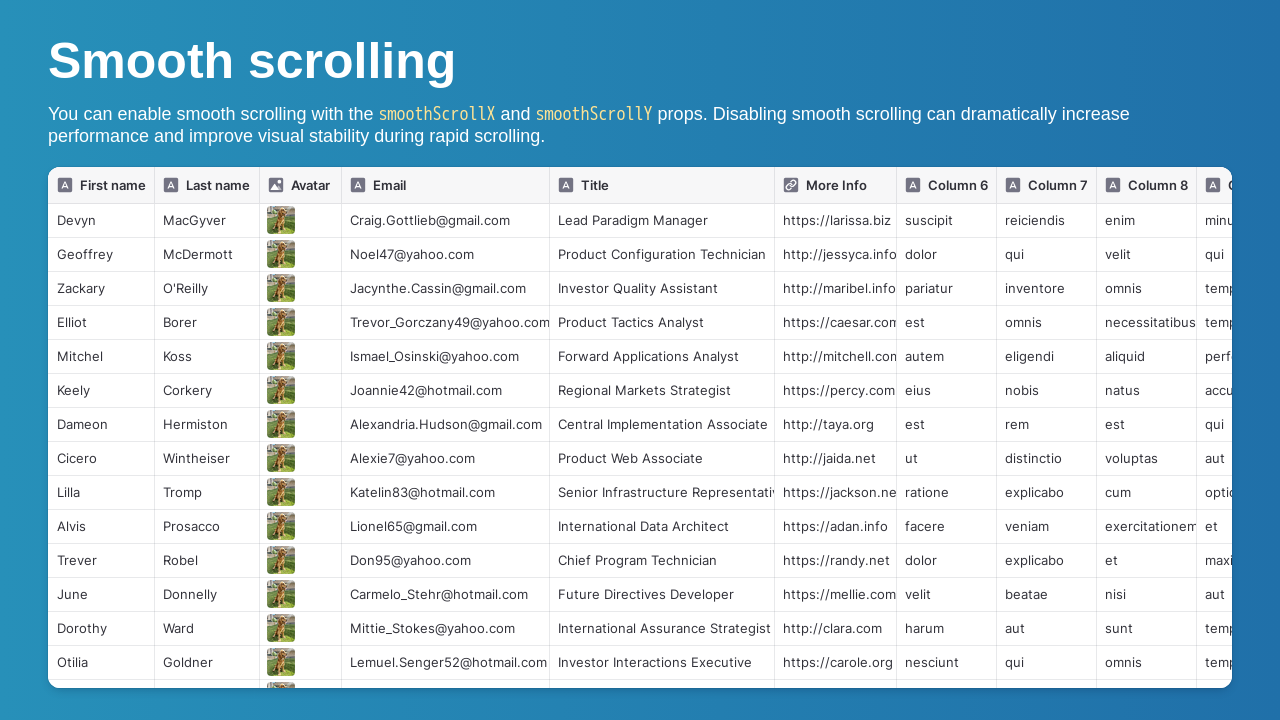 Smooth scrolling
You can enable smooth scrolling with the smoothScrollX and smoothScrollY props. Disabling smooth scrolling can dramatically increase
performance and improve visual stability during rapid scrolling.
First name Last name Avatar Email Title More Info Column 6 Column 7 Column 8
Devyn MacGyver Craig.Gottlieb@gmail.com Lead Paradigm Manager https://larissa.biz suscipit reiciendis enim minu
Geoffrey McDermott Noel47@yahoo.com Product Configuration Technician http://jessyca.info dolor qui velit qui
Zackary O'Reilly Jacynthe.Cassin@gmail.com Investor Quality Assistant http://maribel.info pariatur inventore omnis temp
Elliot Borer Trevor_Gorczany49@yahoo.com Product Tactics Analyst https://caesar.com est omnis necessitatibus temp
Mitchel Koss Ismael_Osinski@yahoo.com Forward Applications Analyst http://mitchell.com autem eligendi aliquid perf
Keely Corkery Joannie42@hotmail.com Regional Markets Strategist https://percy.com eius nobis natus accu
Dameon Hermiston Alexandria.Hudson@gmail.com Central Implementation Associate http://taya.org est rem est qui
Cicero Wintheiser Alexie7@yahoo.com Product Web Associate http://jaida.net ut distinctio voluptas aut
Lilla Tromp Katelin83@hotmail.com Senior Infrastructure Representativ https://jackson.ne ratione explicabo cum optio
Alvis Prosacco Lionel65@gmail.com International Data Architect https://adan.info facere veniam exercitationem et
Trever Robel Don95@yahoo.com Chief Program Technician https://randy.net dolor explicabo et maxi
June Donnelly Carmelo_Stehr@hotmail.com Future Directives Developer https://mellie.com velit beatae nisi aut
Dorothy Ward Mittie_Stokes@yahoo.com International Assurance Strategist http://clara.com harum aut sunt temp
Otilia Goldner Lemuel.Senger52@hotmail.com Investor Interactions Executive https://carole.org nesciunt qui omnis temp